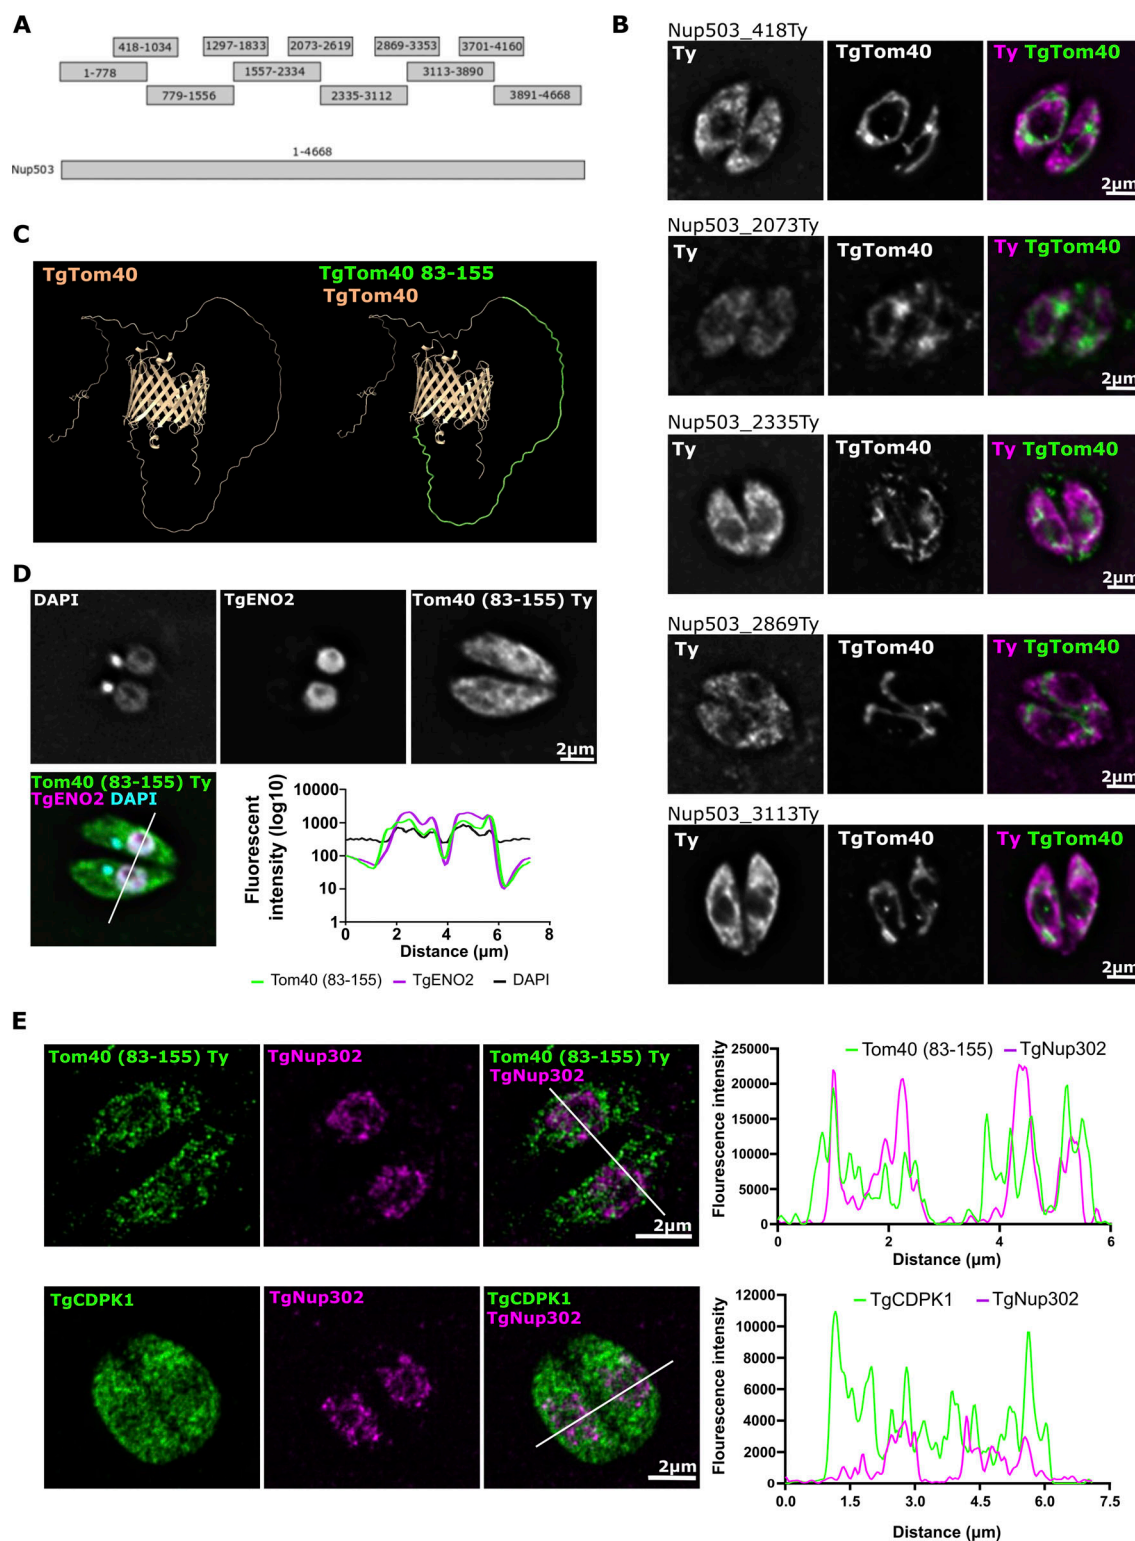 A
418-1034 1297-1833 2073-2619 2869-3353 3701-4160
1-778 1557-2334 3113-3890
779-1556 2335-3112 3891-4668
1-4668
Nup503
B
Nup503_418Ty
Ty TgTom40 Ty TgTom40
2μm
Nup503_2073Ty
Ty TgTom40 Ty TgTom40
2μm
Nup503_2335Ty
Ty TgTom40 Ty TgTom40
2μm
Nup503_2869Ty
Ty TgTom40 Ty TgTom40
2μm
Nup503_3113Ty
Ty TgTom40 Ty TgTom40
2μm
C
TgTom40 TgTom40 83-155
TgTom40
D
DAPI TgENO2 Tom40 (83-155) Ty
2μm
Tom40 (83-155) Ty
TgENO2 DAPI
Fluorescent
intensity (log10)
10000
1000
100
10
1
0 2 4 6 8
Distance (μm)
Tom40 (83-155) TgENO2 DAPI
E
Tom40 (83-155) Ty TgNup302 Tom40 (83-155) Ty
TgNup302
2μm
Flourescence intensity
Tom40 (83-155) TgNup302
25000
20000
15000
10000
5000
0
0 2 4 6
Distance (μm)
TgCDPK1 TgNup302 TgCDPK1
TgNup302
2μm
Flourescence intensity
TgCDPK1 TgNup302
12000
10000
8000
6000
4000
2000
0
0.0 1.5 3.0 4.5 6.0 7.5
Distance (μm)